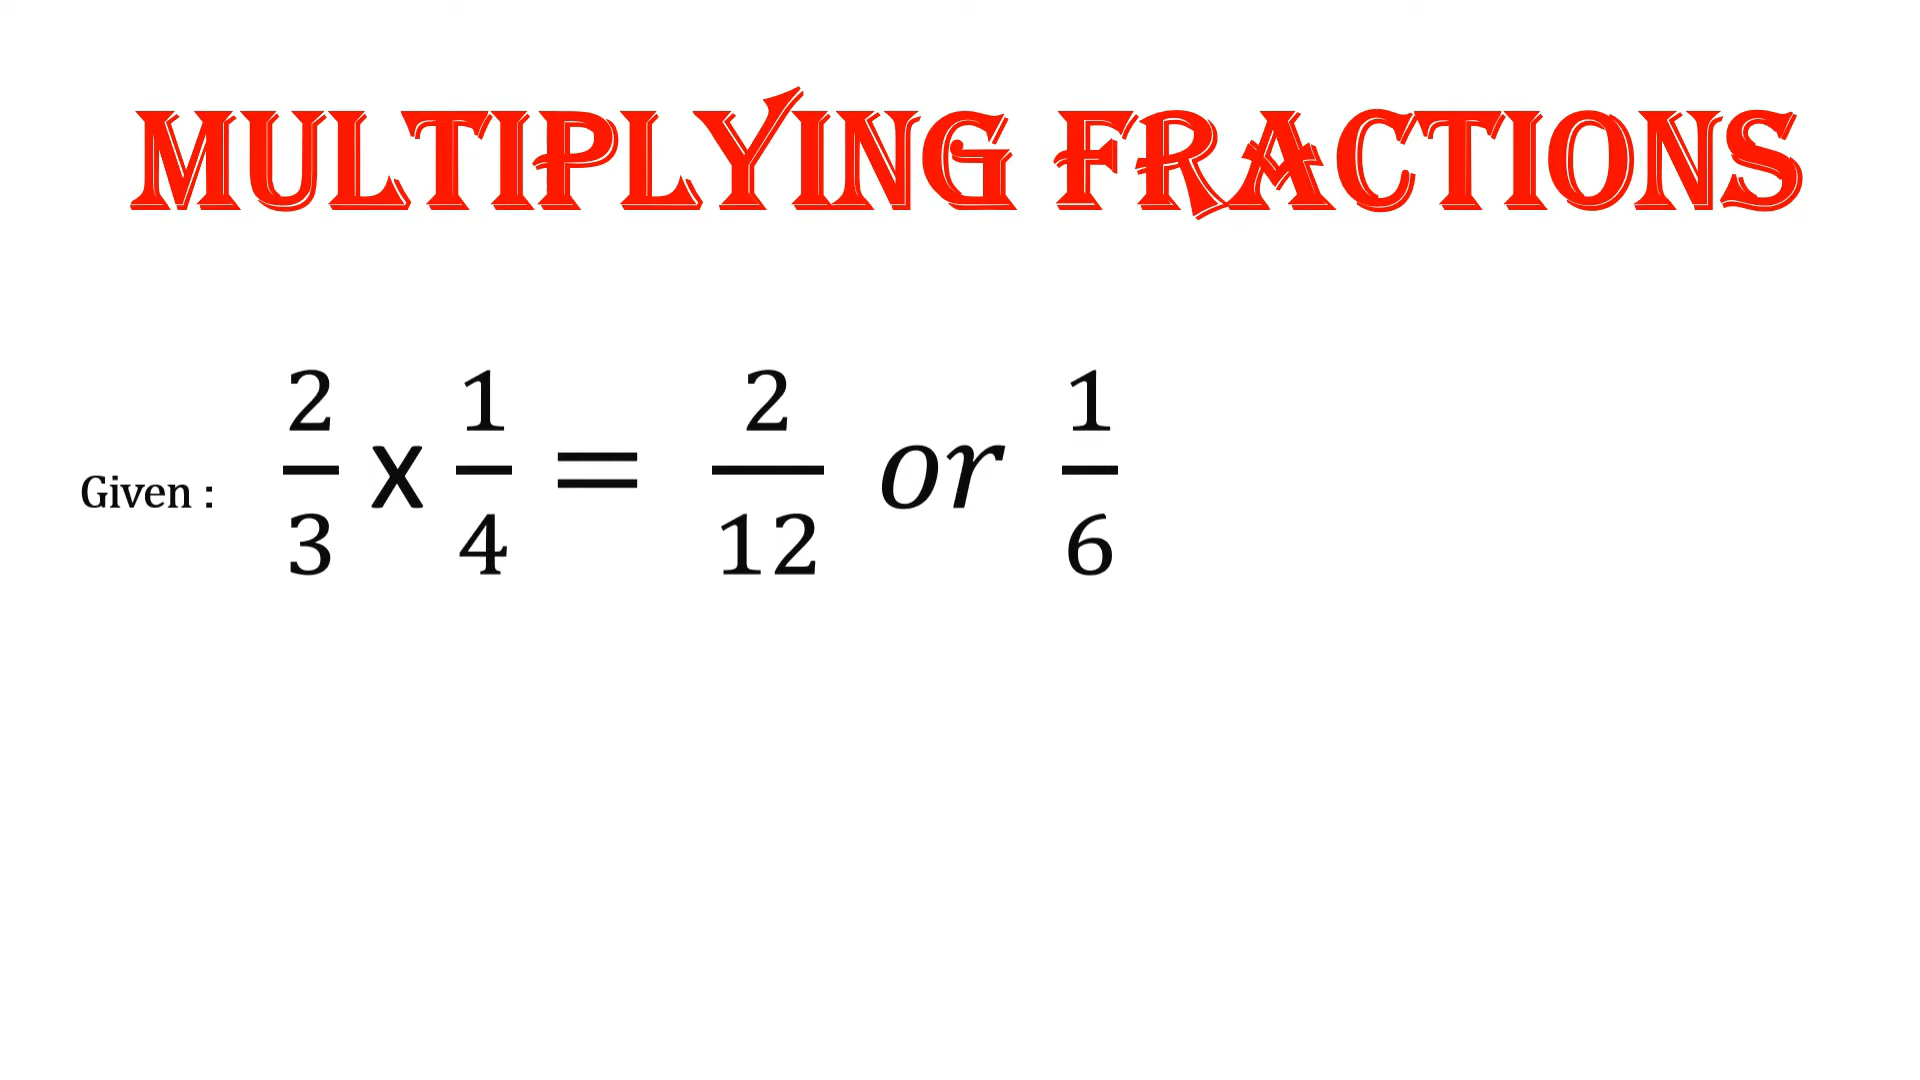 MULTIPLYING FRACTIONS
Given : 2/3 x 1/4 = 2/12 or 1/6